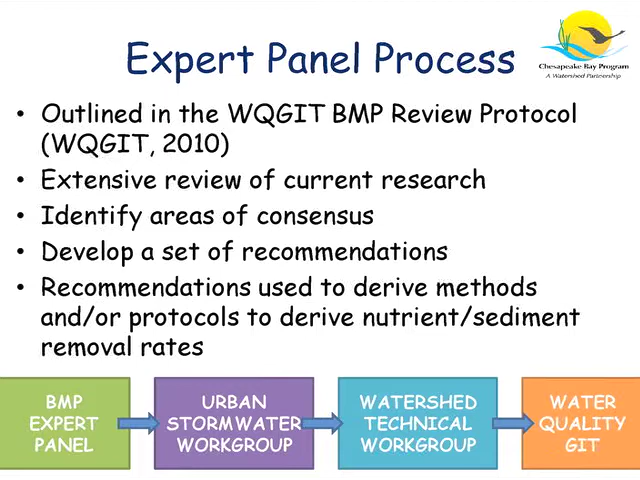 Expert Panel Process
Chesapeake Bay Program
A Watershed Partnership
• Outlined in the WQGIT BMP Review Protocol
(WQGIT, 2010)
• Extensive review of current research
• Identify areas of consensus
• Develop a set of recommendations
• Recommendations used to derive methods
and/or protocols to derive nutrient/sediment
removal rates
BMP
EXPERT
PANEL
URBAN
STORMWATER
WORKGROUP
WATERSHED
TECHNICAL
WORKGROUP
WATER
QUALITY
GIT